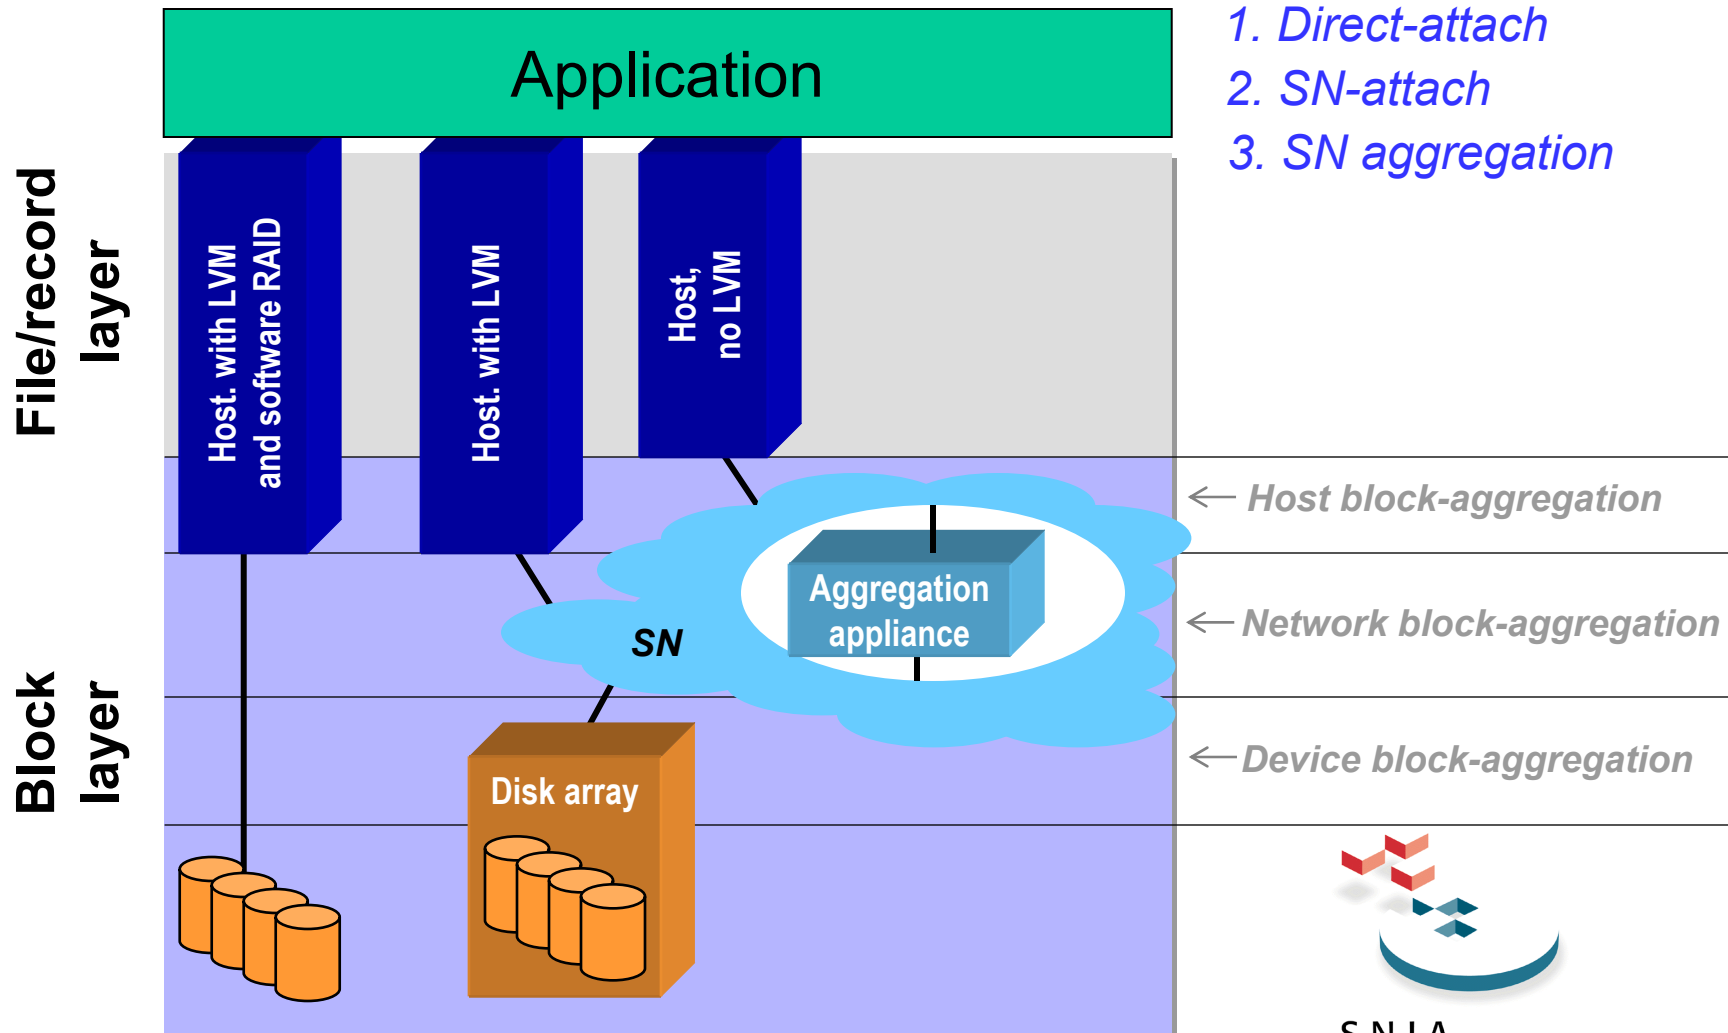 Application
1. Direct-attach
2. SN-attach
3. SN aggregation
File/record
layer
Host. with LVM
and software RAID
Host. with LVM
Host,
no LVM
Host block-aggregation
Aggregation
appliance
SN
Network block-aggregation
Block
layer
Disk array
Device block-aggregation
S N I A